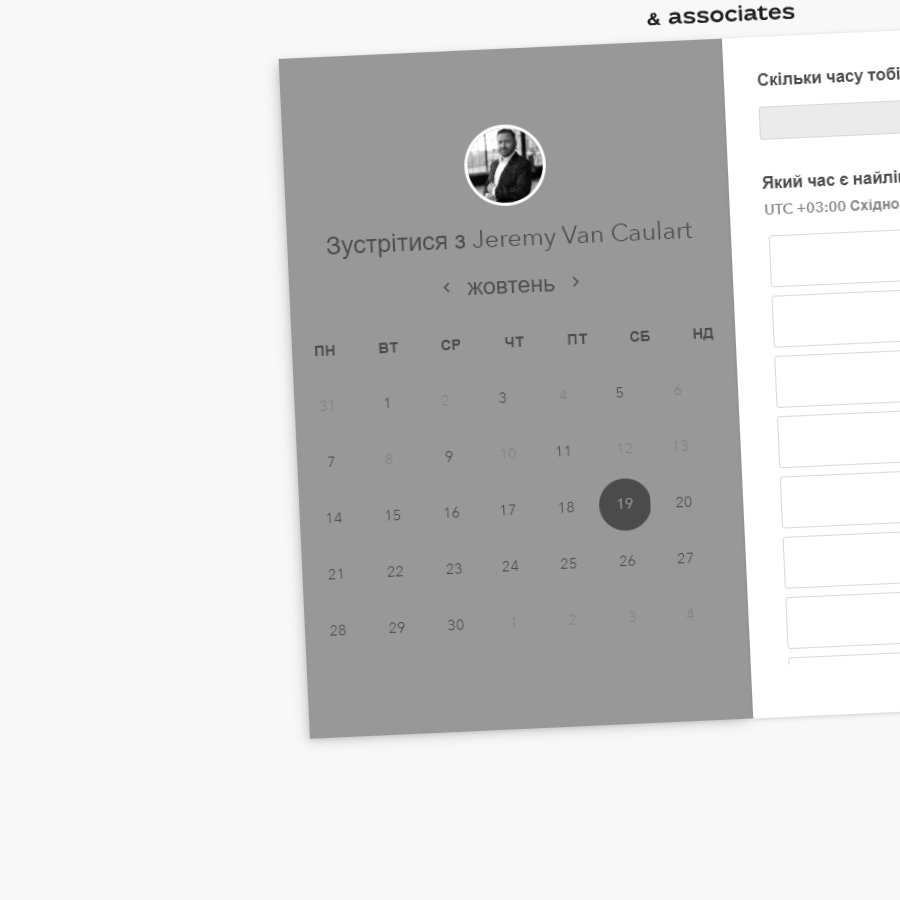 & associates
Зустрітися з Jeremy Van Caulart
‹ жовтень ›
ПН ВТ СР ЧТ ПТ СБ НД
31 1 2 3 4 5 6
7 8 9 10 11 12 13
14 15 16 17 18 19 20
21 22 23 24 25 26 27
28 29 30 1 2 3 4
Скільки часу тобі
Який час є
UTC +03:00